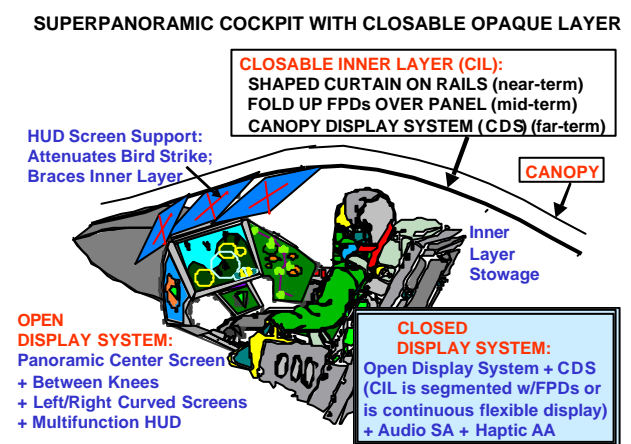 SUPERPANORAMIC COCKPIT WITH CLOSABLE OPAQUE LAYER
CLOSABLE INNER LAYER (CIL):
SHAPED CURTAIN ON RAILS (near-term)
FOLD UP FPDs OVER PANEL (mid-term)
CANOPY DISPLAY SYSTEM (CDS) (far-term)
HUD Screen Support:
Attenuates Bird Strike;
Braces Inner Layer
CANOPY
Inner
Layer
Stowage
OPEN
DISPLAY SYSTEM:
Panoramic Center Screen
+ Between Knees
+ Left/Right Curved Screens
+ Multifunction HUD
CLOSED
DISPLAY SYSTEM:
Open Display System + CDS
(CIL is segmented w/FPDs or
is continuous flexible display)
+ Audio SA + Haptic AA